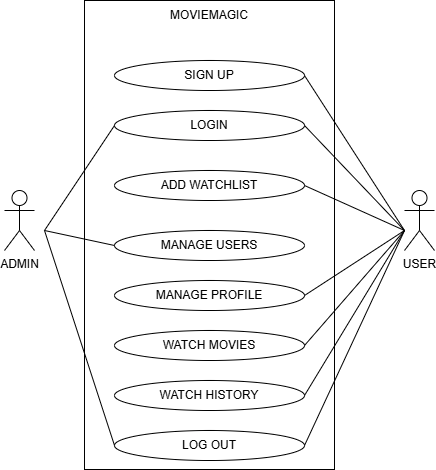 MOVIEMAGIC
SIGN UP
LOGIN
ADD WATCHLIST
MANAGE USERS
ADMIN
USER
MANAGE PROFILE
WATCH MOVIES
WATCH HISTORY
LOG OUT